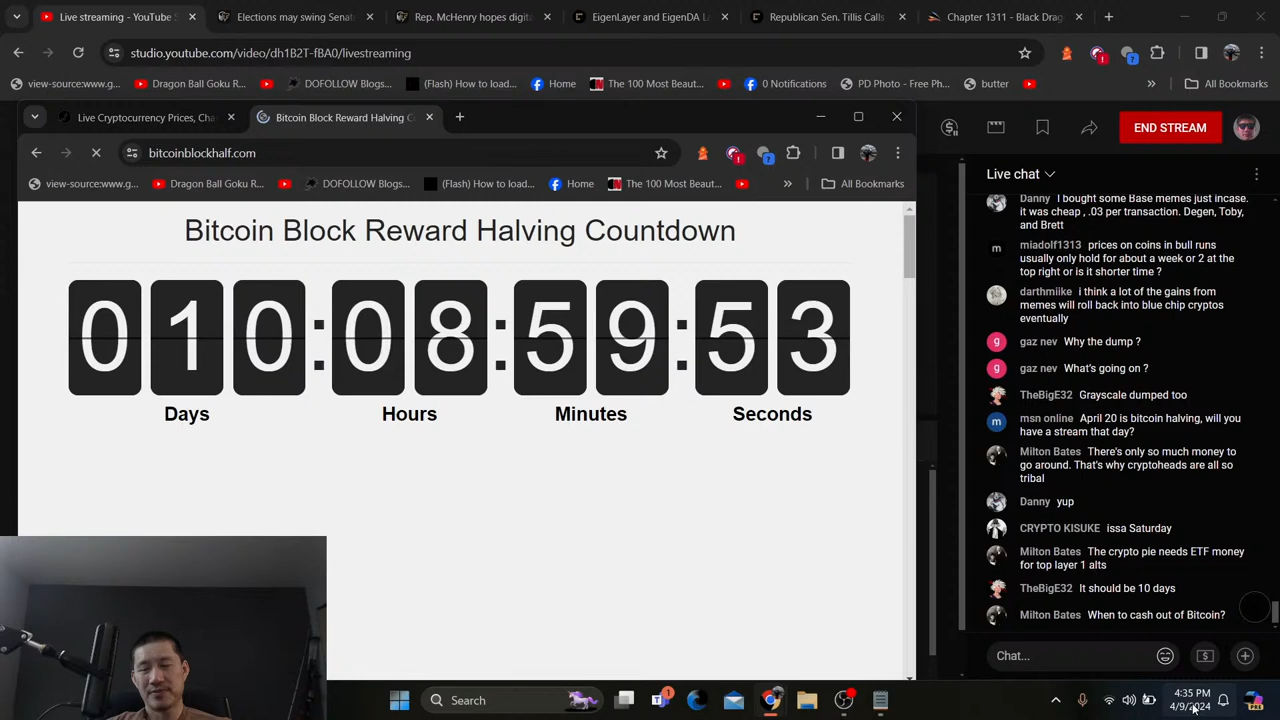 Live streaming - YouTube S
Elections may swing Senat
Rep. McHenry hopes digita
EigenLayer and EigenDA L
Republican Sen. Tillis Calls
Chapter 1311 - Black Drag
studio.youtube.com/video/dh1B2T-fBA0/livestreaming
view-source:www.g...
Dragon Ball Goku R...
DOFOLLOW Blogs...
(Flash) How to load...
Home
The 100 Most Beaut...
0 Notifications
PD Photo - Free Ph...
butter
All Bookmarks
Live Cryptocurrency Prices, Cha
Bitcoin Block Reward Halving C
bitcoinblockhalf.com
view-source:www.g...
Dragon Ball Goku R...
DOFOLLOW Blogs...
(Flash) How to load...
Home
The 100 Most Beaut...
All Bookmarks
Bitcoin Block Reward Halving Countdown
010:08:59:53
Days Hours Minutes Seconds
END STREAM
Live chat
Danny I bought some Base memes just incase.
it was cheap , .03 per transaction. Degen, Toby,
and Brett
miadolf1313 prices on coins in bull runs
usually only hold for about a week or 2 at the
top right or is it shorter time ?
darthmiike i think a lot of the gains from
memes will roll back into blue chip cryptos
eventually
gaz nev Why the dump ?
gaz nev What's going on ?
TheBigE32 Grayscale dumped too
msn online April 20 is bitcoin halving, will you
have a stream that day?
Milton Bates There's only so much money to
go around. That's why cryptoheads are all so
tribal
Danny yup
CRYPTO KISUKE issa Saturday
Milton Bates The crypto pie needs ETF money
for top layer 1 alts
TheBigE32 It should be 10 days
Milton Bates When to cash out of Bitcoin?
Chat...
Search
4:35 PM
4/9/2024